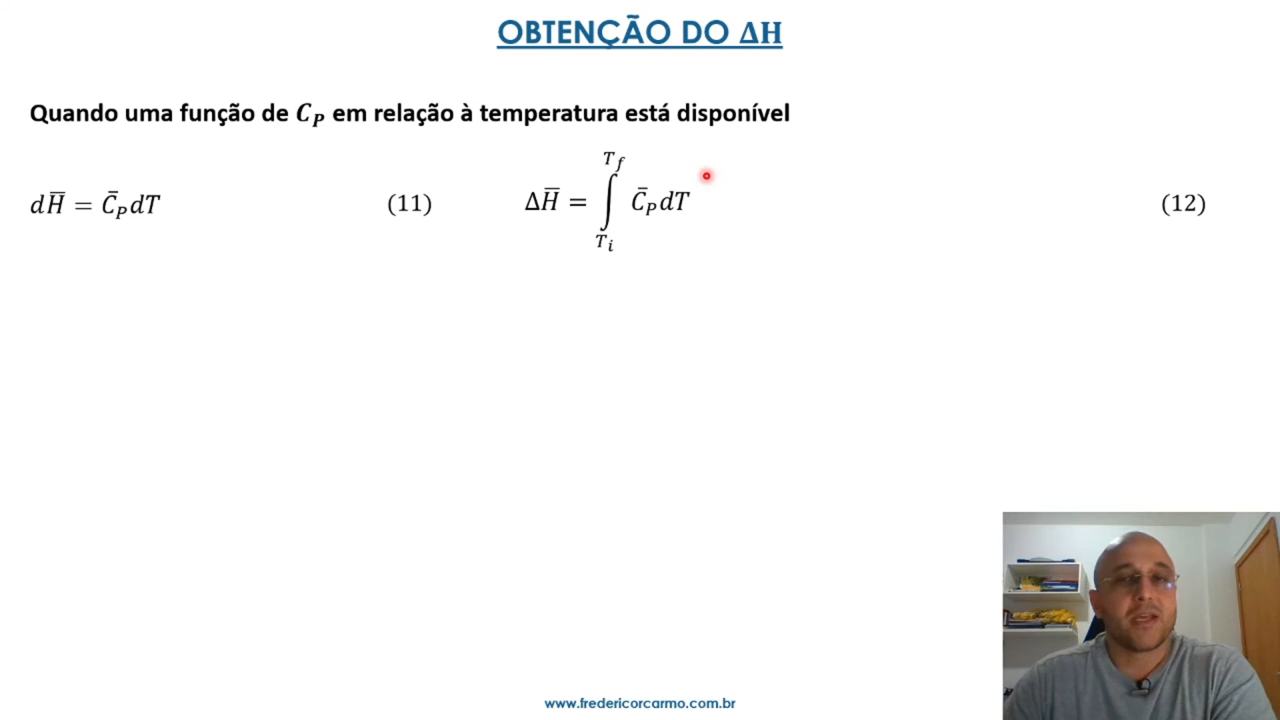 OBTENÇÃO DO ΔH
Quando uma função de C_P em relação à temperatura está disponível
dH̅ = C̅_P dT (11) ΔH̅ = ∫_{T_i}^{T_f} C̅_P dT (12)
www.fredericorcarmo.com.br